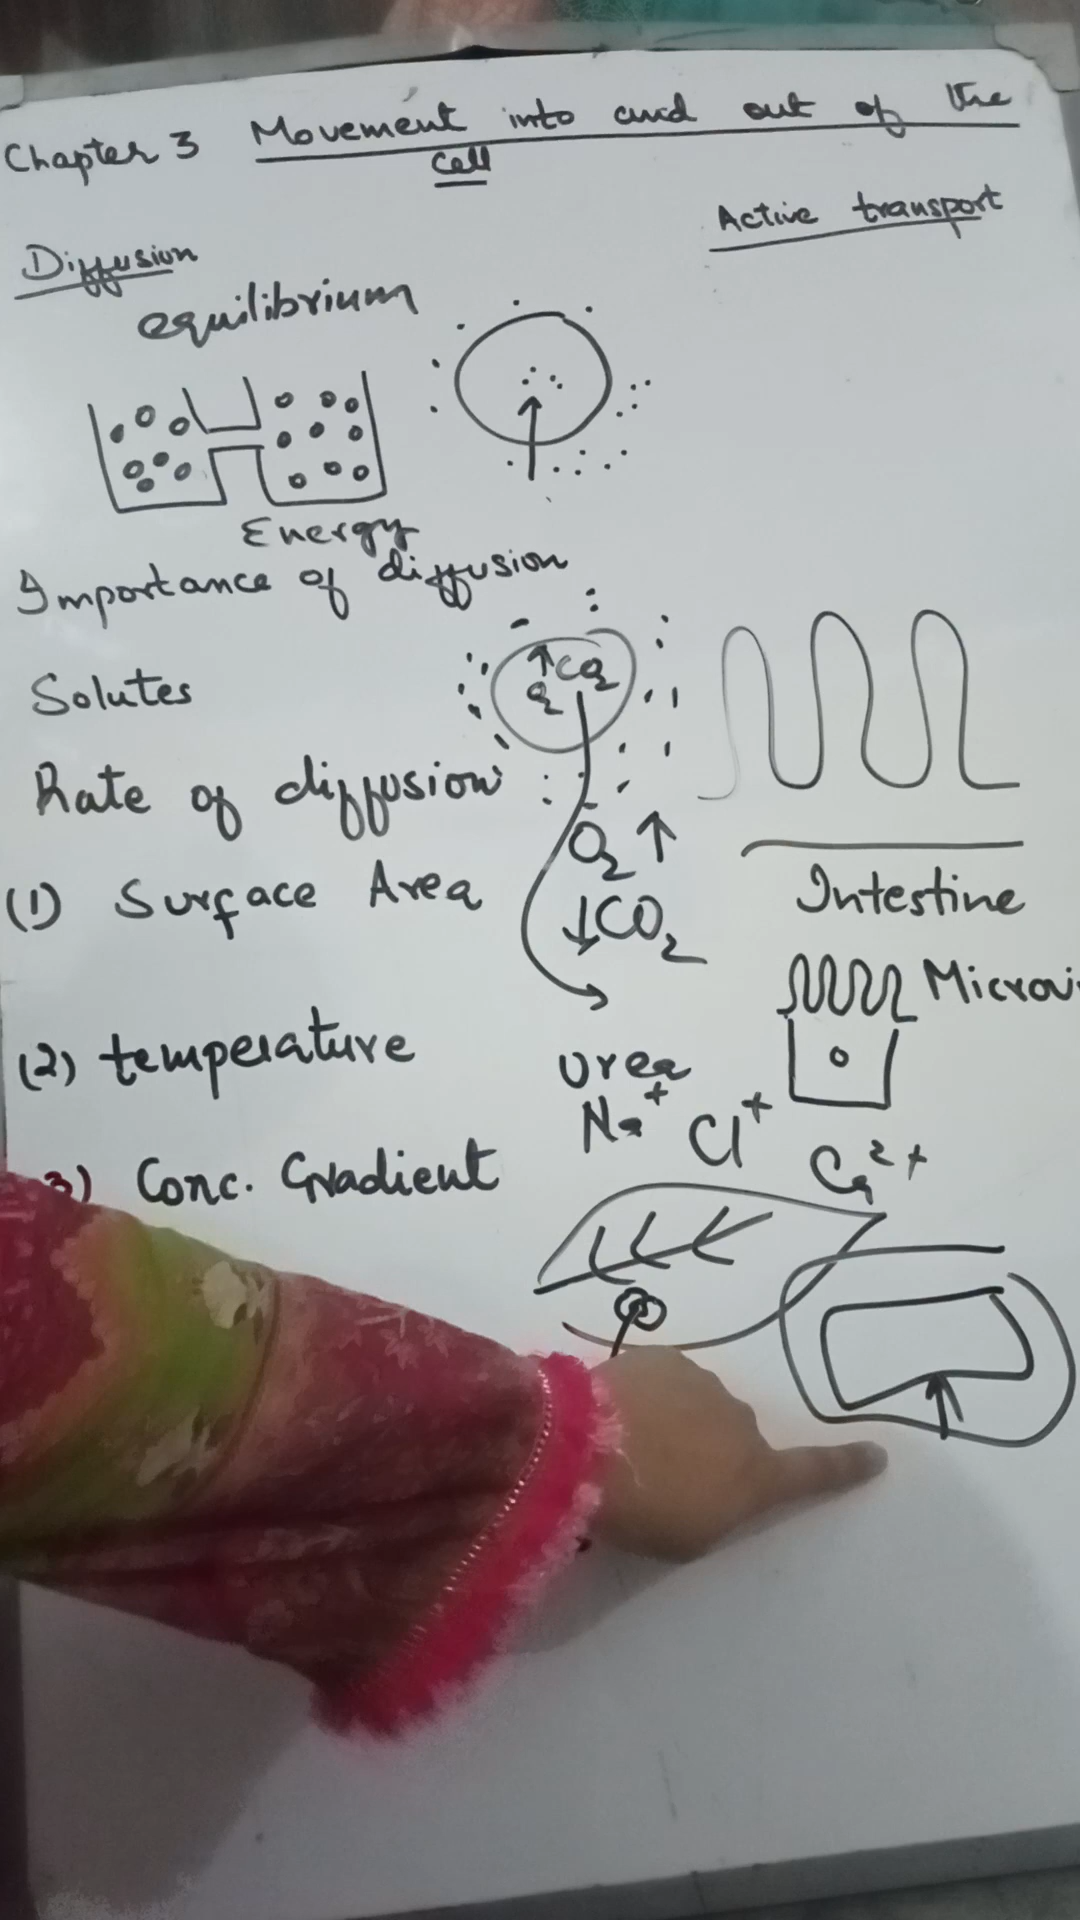 Chapter 3 Movement into and out of the
cell
Active transport
Diffusion
equilibrium
Energy
Importance of diffusion
Solutes
CO2
O2
Rate of diffusion
O2
(1) Surface Area
CO2
Intestine
Microvi
(2) temperature
Urea
Na+ Cl+
Ca2+
3) Conc. Gradient